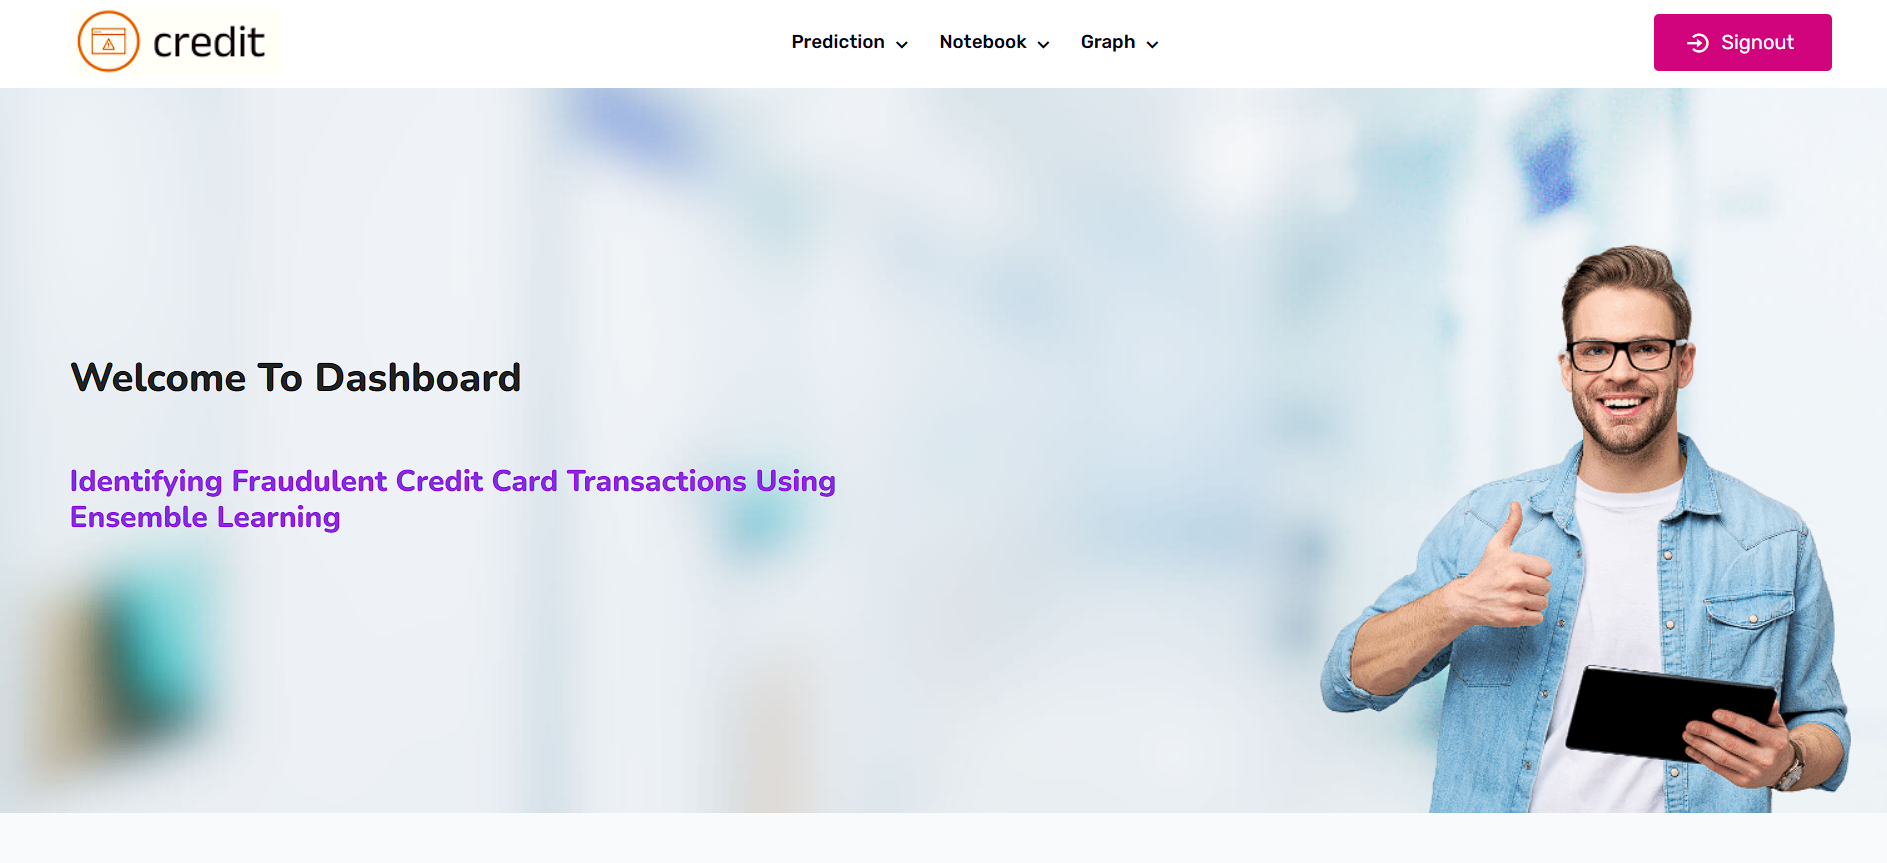 credit
Prediction
Notebook
Graph
Signout
Welcome To Dashboard
Identifying Fraudulent Credit Card Transactions Using
Ensemble Learning